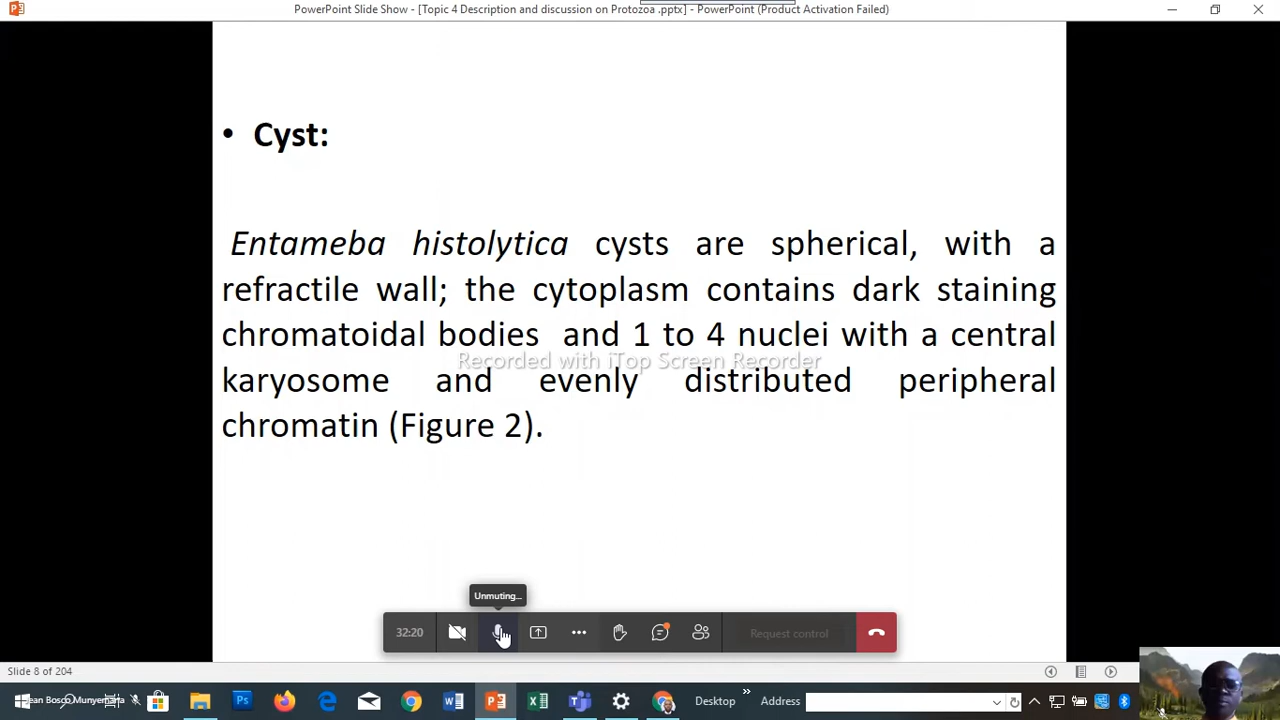 PowerPoint Slide Show - [Topic 4 Description and discussion on Protozoa .pptx] - PowerPoint (Product Activation Failed)
• Cyst:
Entameba histolytica cysts are spherical, with a
refractile wall; the cytoplasm contains dark staining
chromatoidal bodies and 1 to 4 nuclei with a central
Recorded with iTop Screen Recorder
karyosome and evenly distributed peripheral
chromatin (Figure 2).
Unmuting...
32:20
Request control
Slide 8 of 204
ean Bosco Munyemana
Desktop
Address